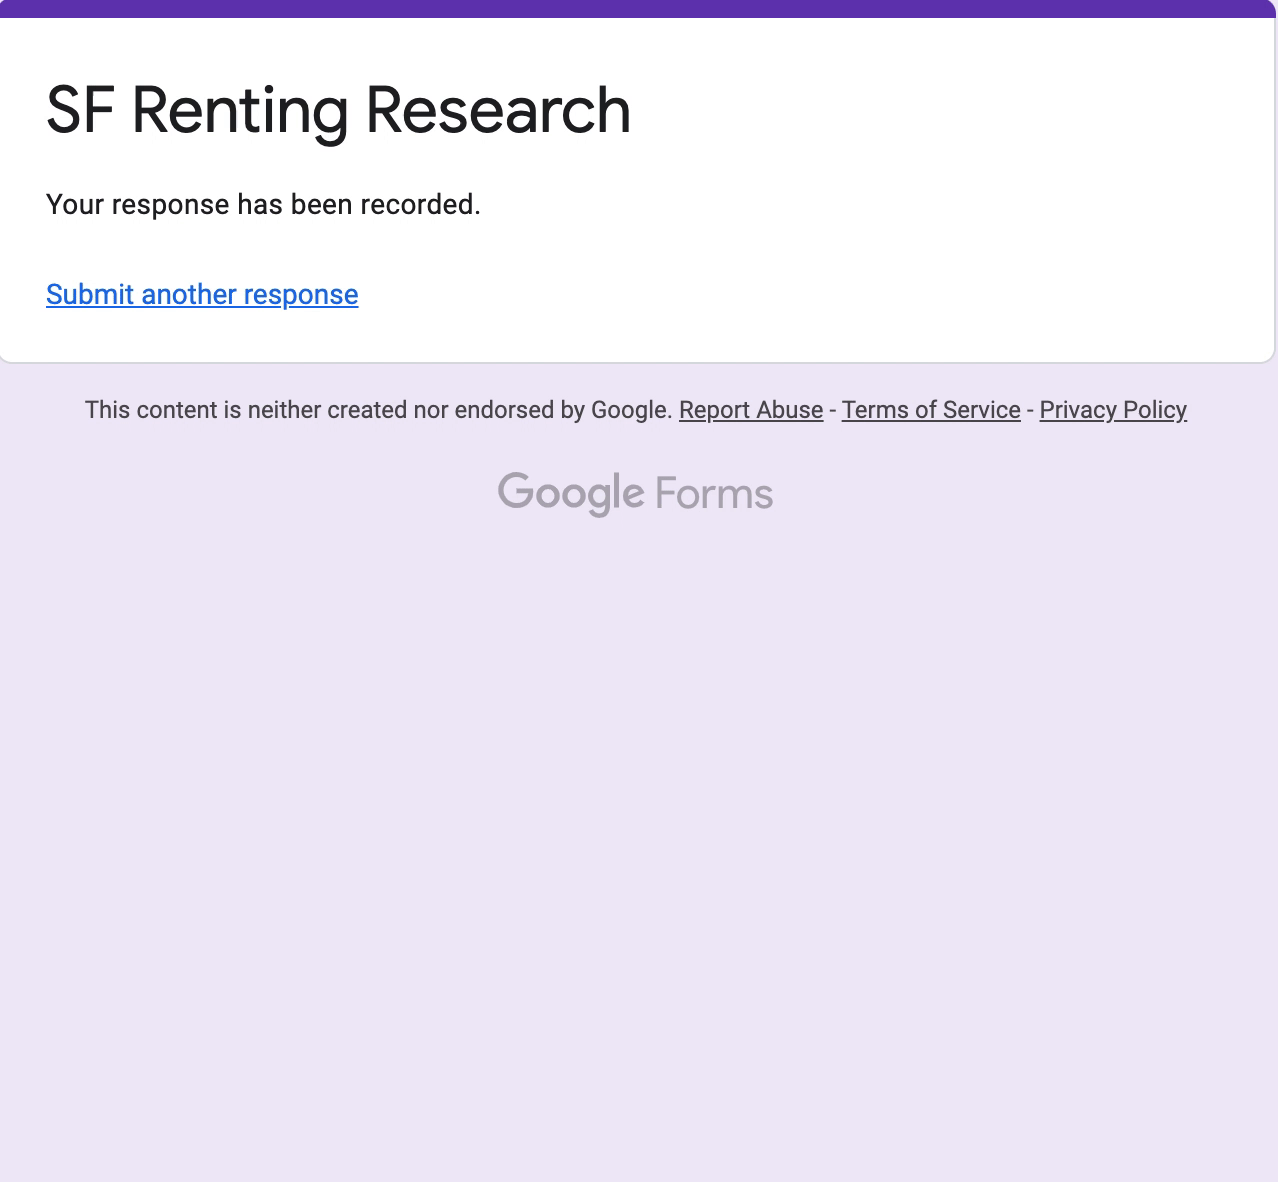 SF Renting Research
Your response has been recorded.
Submit another response
This content is neither created nor endorsed by Google. Report Abuse - Terms of Service - Privacy Policy
Google Forms